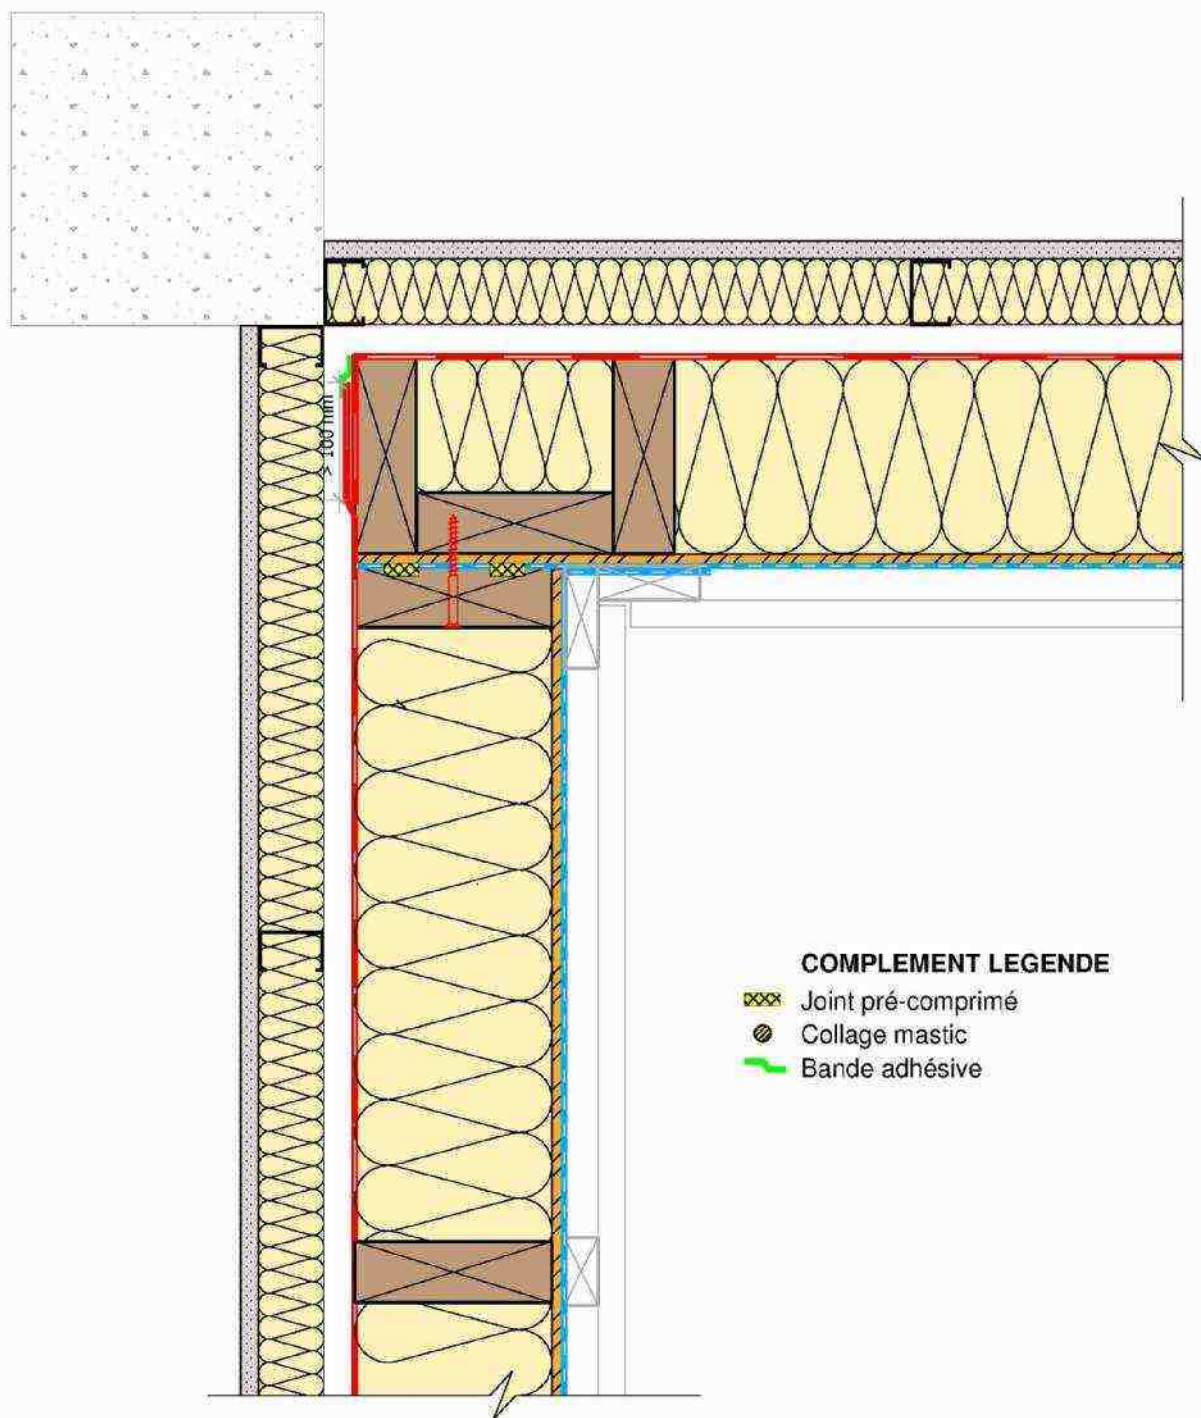 > 100 mm
COMPLEMENT LEGENDE
Joint pré-comprimé
Collage mastic
Bande adhésive